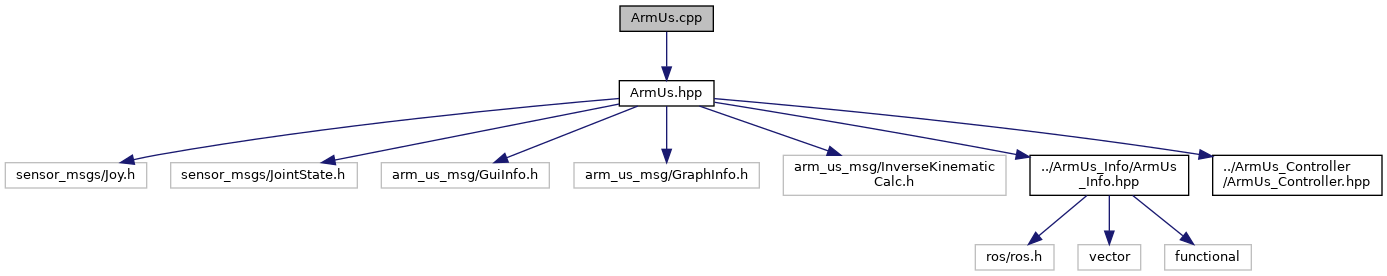 ArmUs.cpp
ArmUs.hpp
sensor_msgs/Joy.h
sensor_msgs/JointState.h
arm_us_msg/GuiInfo.h
arm_us_msg/GraphInfo.h
arm_us_msg/InverseKinematic
Calc.h
../ArmUs_Info/ArmUs
_Info.hpp
../ArmUs_Controller
/ArmUs_Controller.hpp
ros/ros.h
vector
functional